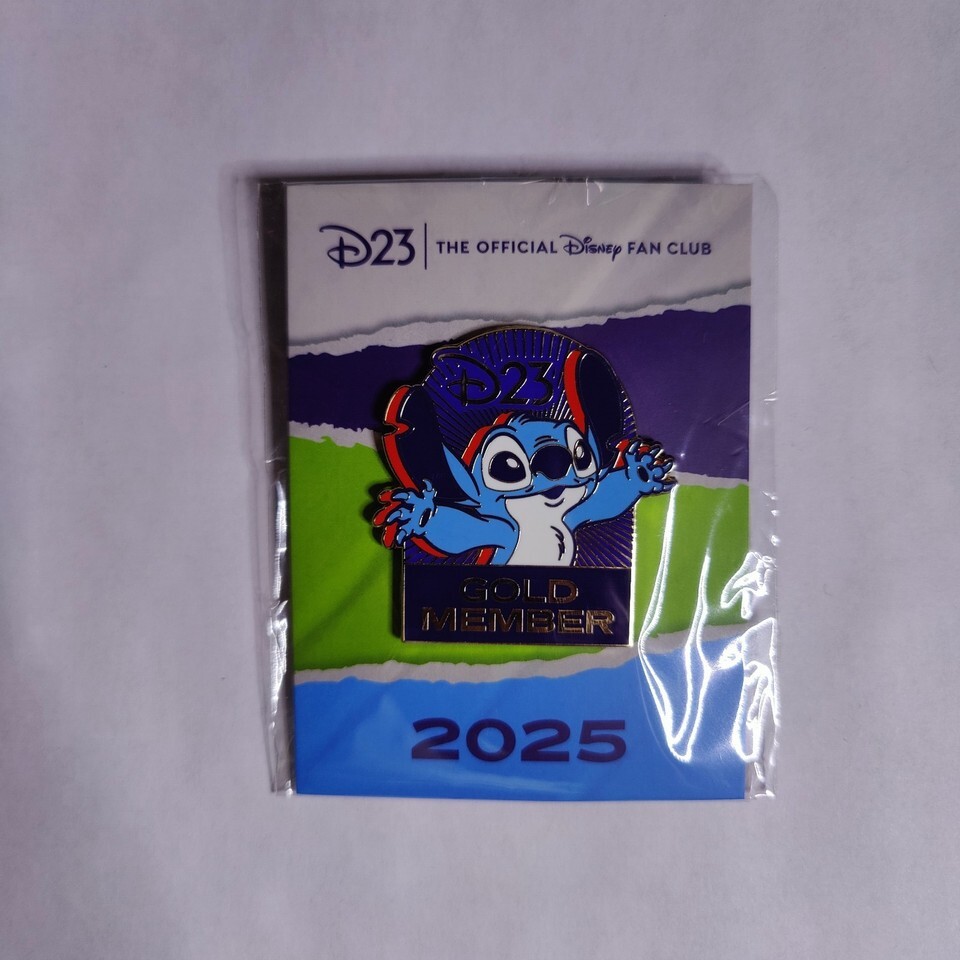 D23 | THE OFFICIAL Disney FAN CLUB
D23
GOLD
MEMBER
2025